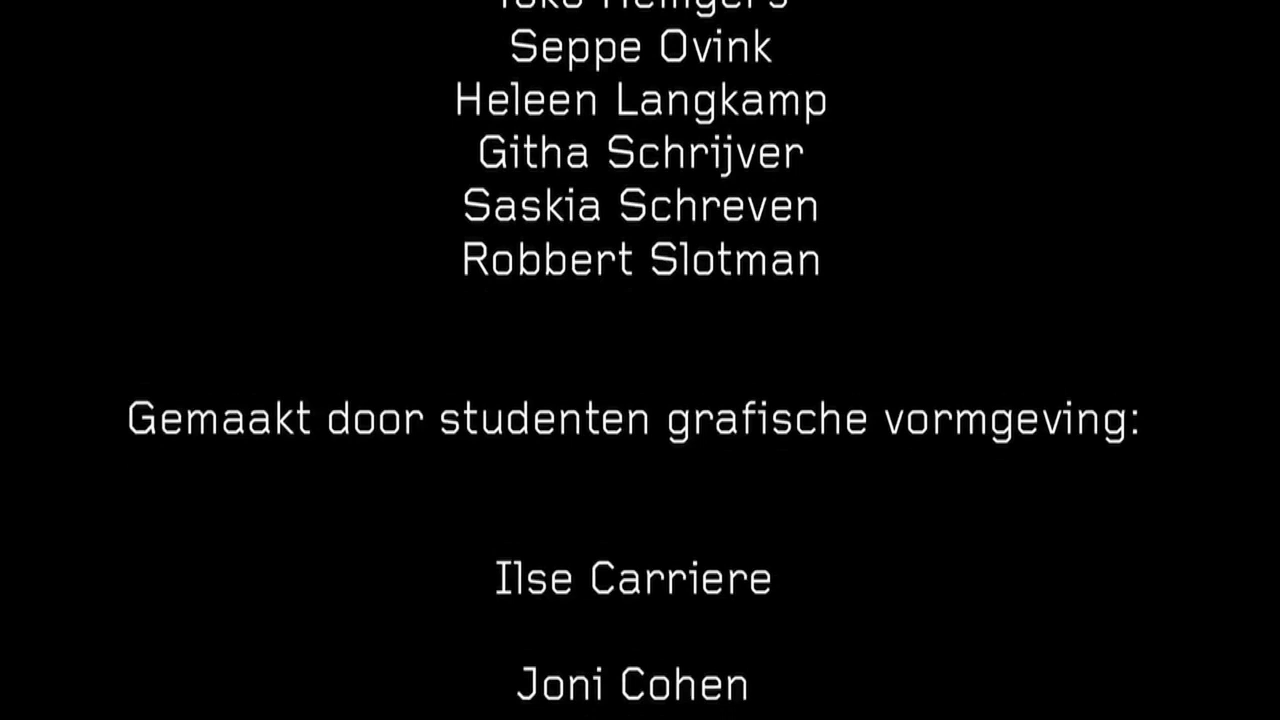 Seppe Ovink
Heleen Langkamp
Githa Schrijver
Saskia Schreven
Robbert Slotman
Gemaakt door studenten grafische vormgeving:
Ilse Carriere
Joni Cohen